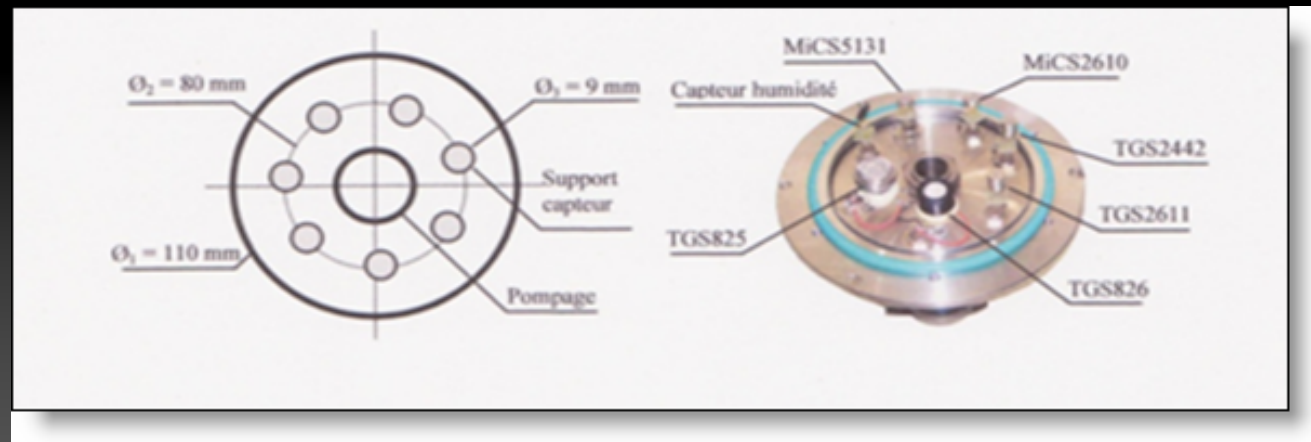 Ø₂ = 80 mm
Ø₃ = 9 mm
Support
capteur
Ø₁ = 110 mm
Pompage
MiCS5131
MiCS2610
Capteur humidité
TGS2442
TGS2611
TGS825
TGS826